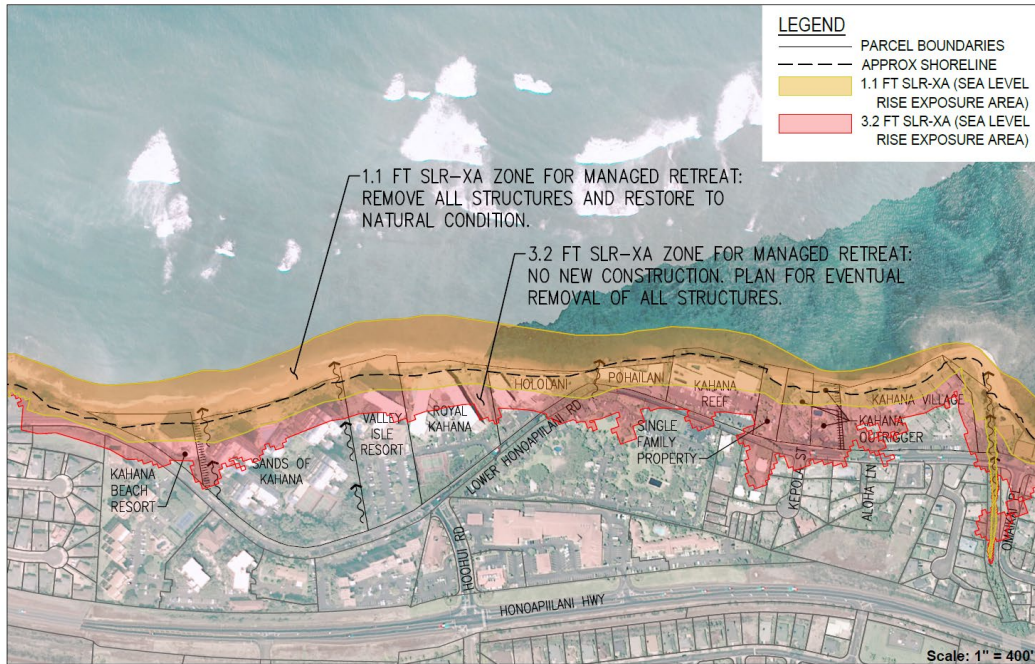 LEGEND
PARCEL BOUNDARIES
APPROX SHORELINE
1.1 FT SLR-XA (SEA LEVEL
RISE EXPOSURE AREA)
3.2 FT SLR-XA (SEA LEVEL
RISE EXPOSURE AREA)
1.1 FT SLR-XA ZONE FOR MANAGED RETREAT:
REMOVE ALL STRUCTURES AND RESTORE TO
NATURAL CONDITION.
3.2 FT SLR-XA ZONE FOR MANAGED RETREAT:
NO NEW CONSTRUCTION. PLAN FOR EVENTUAL
REMOVAL OF ALL STRUCTURES.
KAHANA
BEACH
RESORT
SANDS OF
KAHANA
VALLEY
ISLE
RESORT
ROYAL
KAHANA
HOLOLANI
POHAILANI
KAHANA
REEF
SINGLE
FAMILY
PROPERTY
KAHANA VILLAGE
KAHANA
OUTRIGGER
LOWER HONOAPIILANI RD
HOOHUI RD
KEPOLA ST
ALOHA LN
OMAIKAI PL
HONOAPIILANI HWY
Scale: 1" = 400'